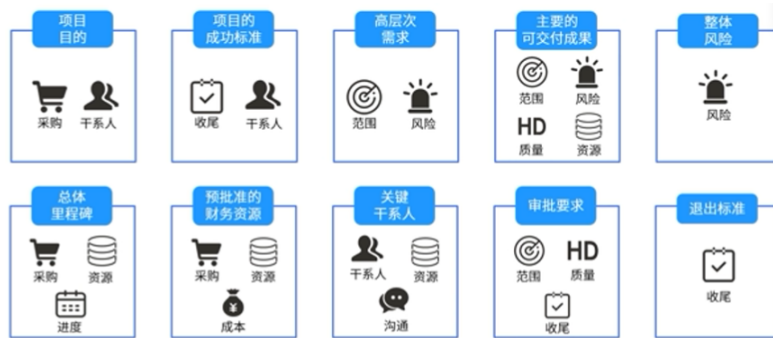 项目
目的
采购
干系人
项目的
成功标准
收尾
干系人
高层次
需求
范围
风险
主要的
可交付成果
范围
风险
HD
质量
资源
整体
风险
风险
总体
里程碑
采购
资源
进度
预批准的
财务资源
采购
资源
¥
成本
关键
干系人
干系人
资源
沟通
审批要求
范围
HD
质量
收尾
退出标准
收尾